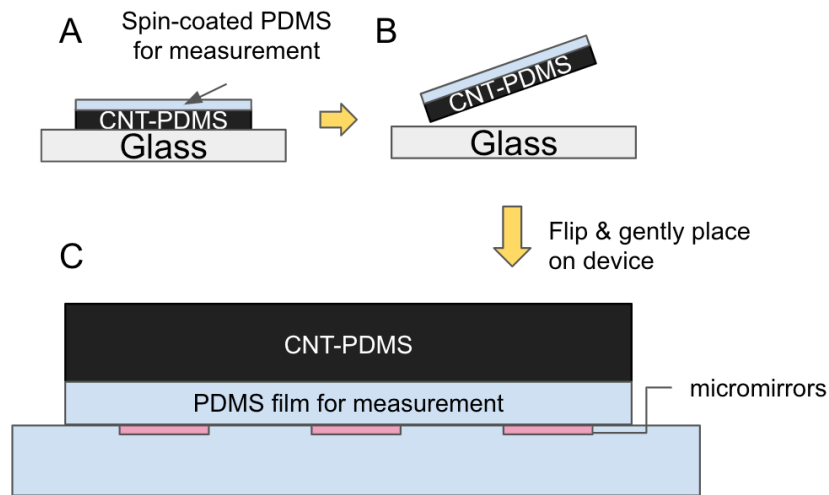 A
Spin-coated PDMS
for measurement
CNT-PDMS
Glass
B
CNT-PDMS
Glass
Flip & gently place
on device
C
CNT-PDMS
PDMS film for measurement
micromirrors